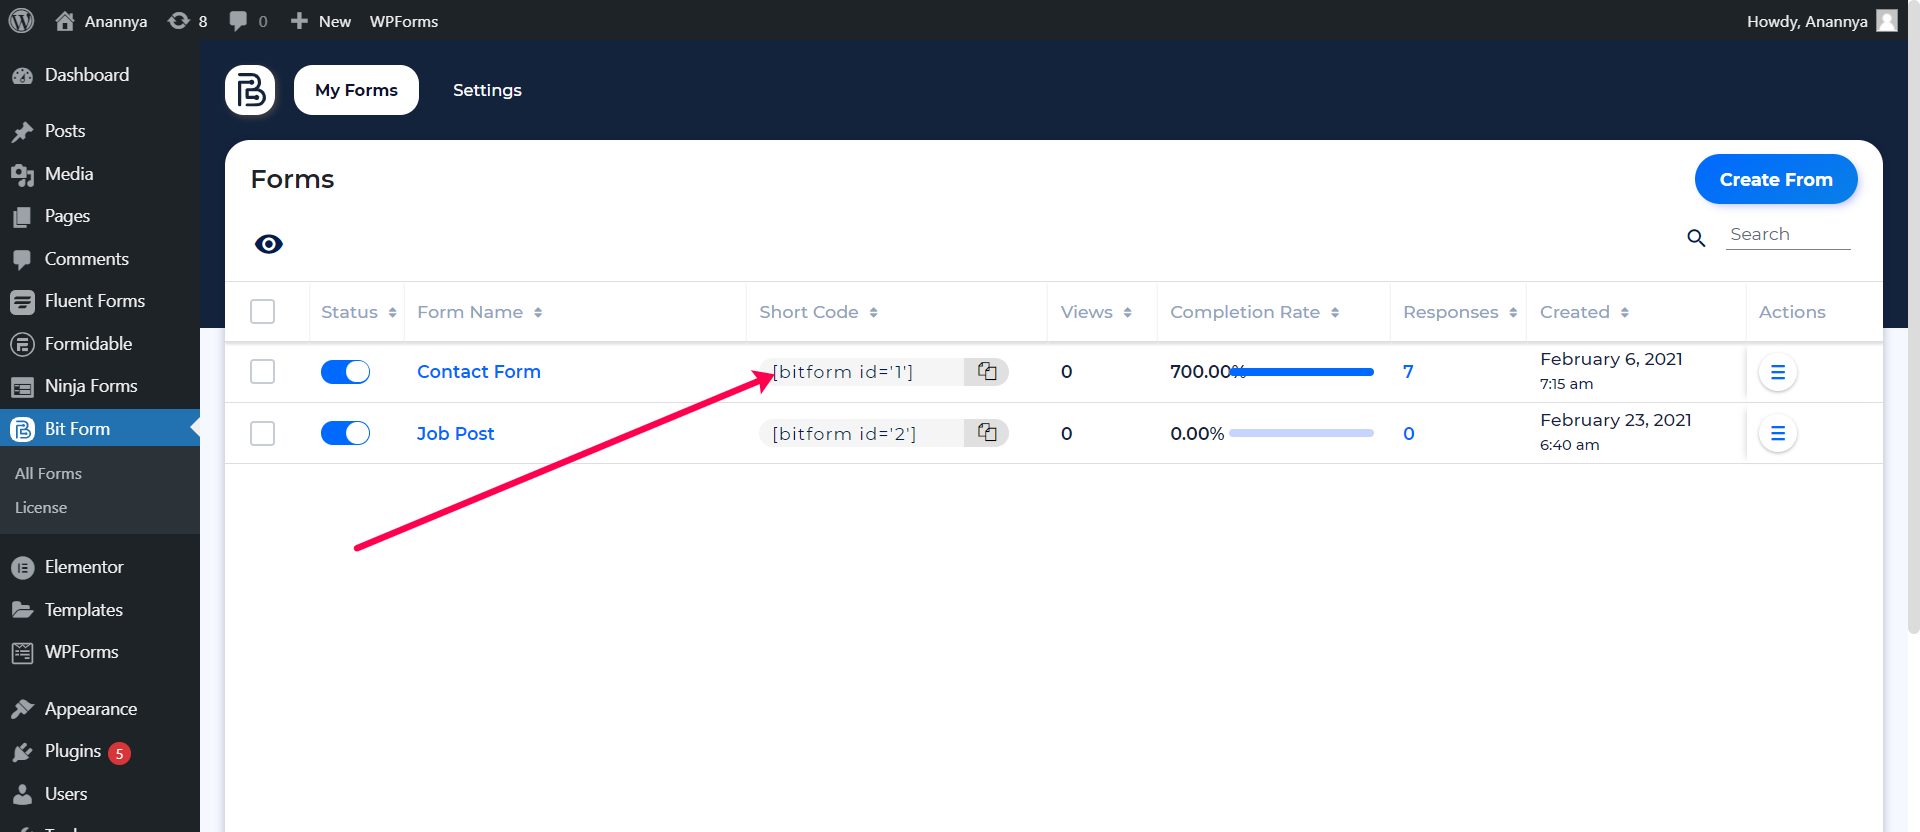 Anannya 8 0 New WPForms Howdy, Anannya
Dashboard
Posts
Media
Pages
Comments
Fluent Forms
Formidable
Ninja Forms
Bit Form
All Forms
License
Elementor
Templates
WPForms
Appearance
Plugins 5
Users
My Forms Settings
Forms Create From
Search
Status Form Name Short Code Views Completion Rate Responses Created Actions
Contact Form [bitform id='1'] 0 700.00% 7 February 6, 2021
7:15 am
Job Post [bitform id='2'] 0 0.00% 0 February 23, 2021
6:40 am